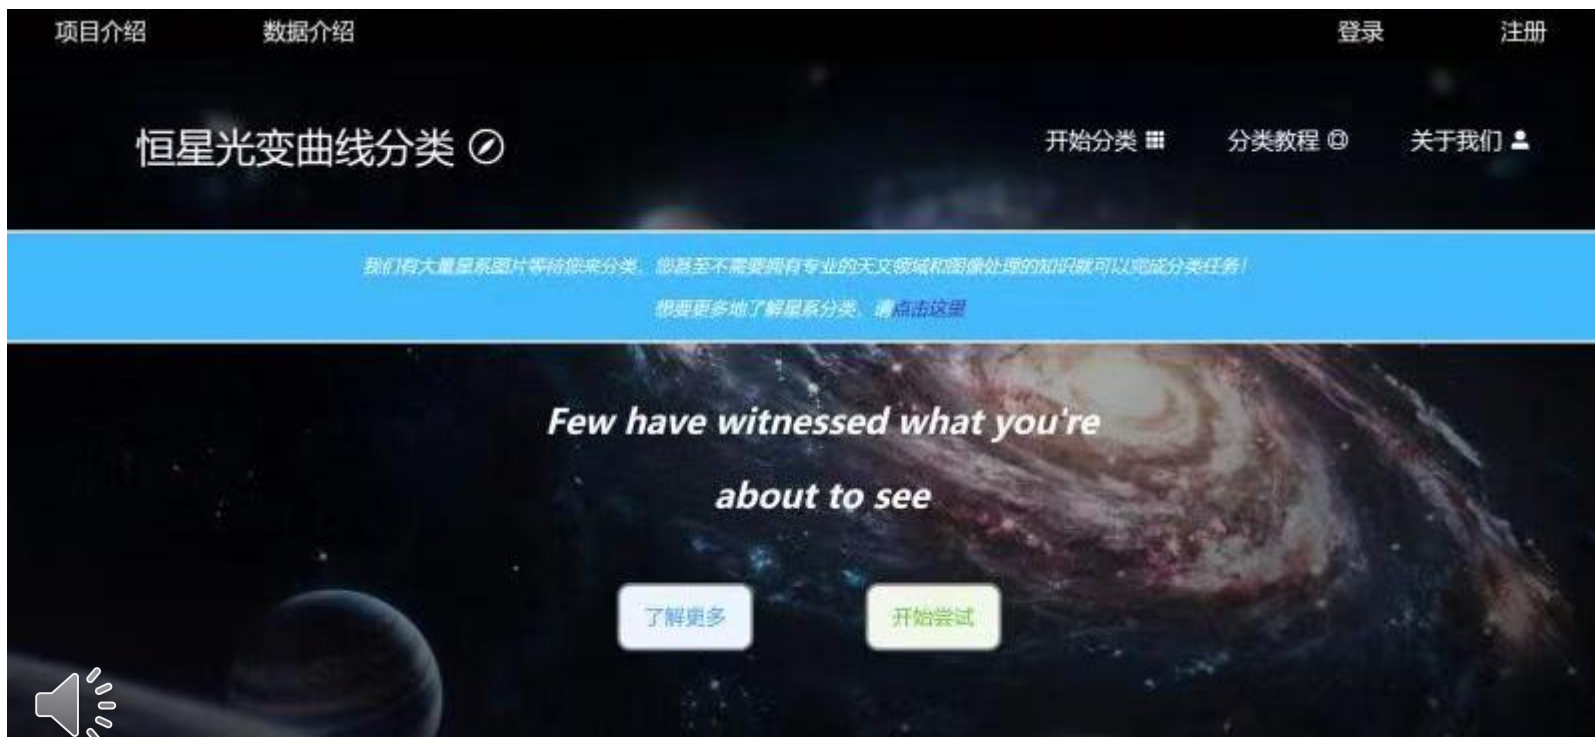 项目介绍 数据介绍 登录 注册
恒星光变曲线分类 开始分类 分类教程 关于我们
我们有大量星系图片等待您来分类，您甚至不需要拥有专业的天文领域和图像处理的知识就可以完成分类任务！
想要更多地了解星系分类，请点击这里
Few have witnessed what you're
about to see
了解更多 开始尝试